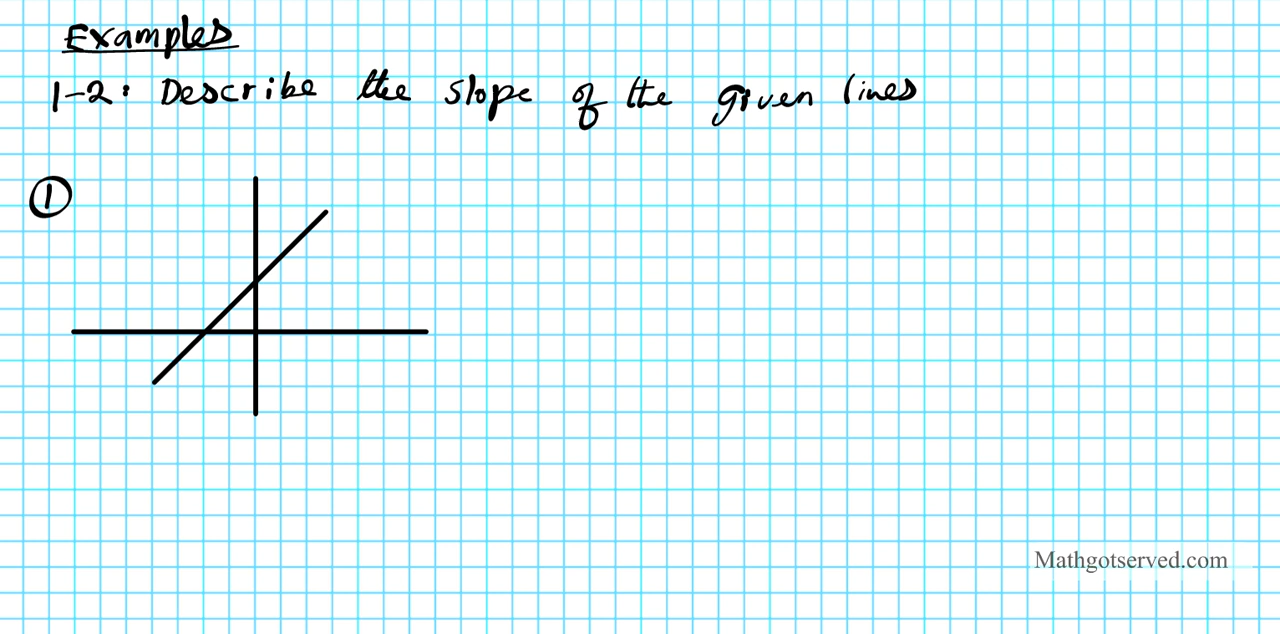 Examples
1-2: Describe the slope of the given lines
1
Mathgotserved.com